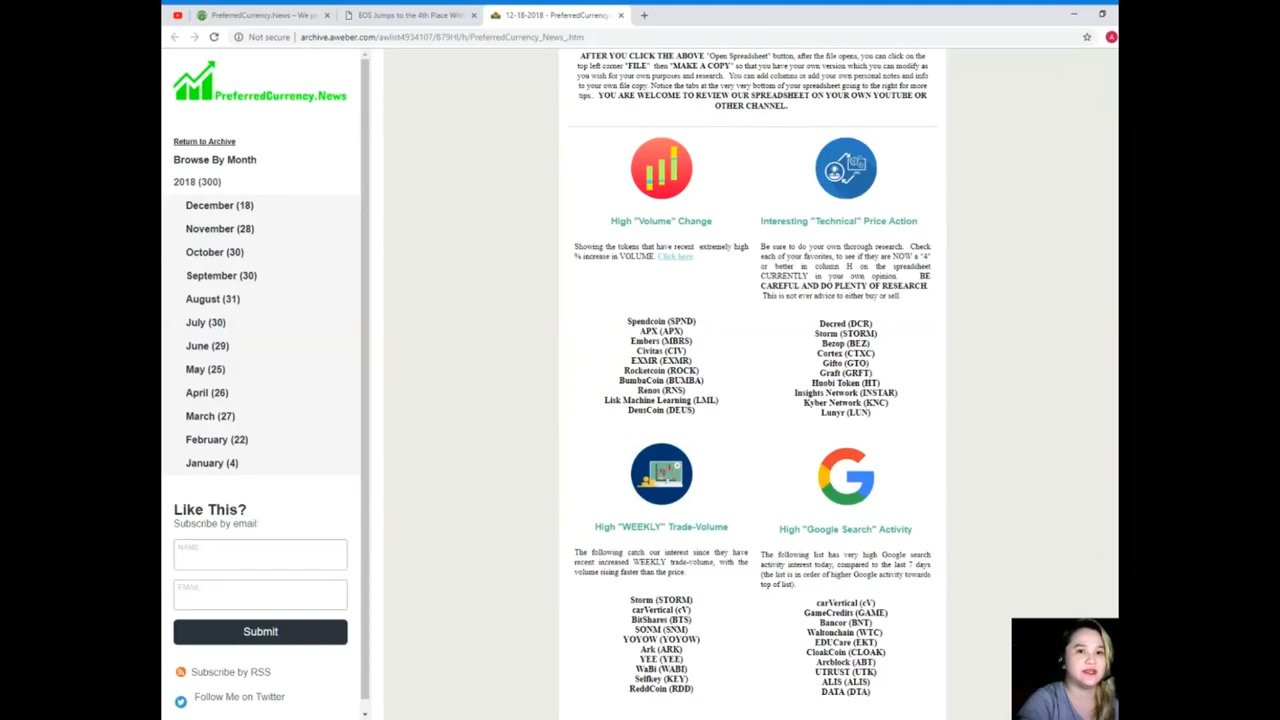 PreferredCurrency.News – We pr
EOS Jumps to the 4th Place With
12-18-2018 - PreferredCurrency.
Not secure
archive.aweber.com/awlist4934107/B79HI/h/PreferredCurrency_News_.htm
A
PreferredCurrency.News
Return to Archive
Browse By Month
2018 (300)
December (18)
November (28)
October (30)
September (30)
August (31)
July (30)
June (29)
May (25)
April (26)
March (27)
February (22)
January (4)
Like This?
Subscribe by email:
NAME:
EMAIL:
Submit
Subscribe by RSS
Follow Me on Twitter
AFTER YOU CLICK THE ABOVE "Open Spreadsheet" button, after the file opens, you can click on the
top left corner "FILE" then "MAKE A COPY" so that you have your own version which you can modify as
you wish for your own purposes and research. You can add columns or add your own personal notes and info
to your own file copy. Notice the tabs at the very very bottom of your spreadsheet going to the right for more
tips.. YOU ARE WELCOME TO REVIEW OUR SPREADSHEET ON YOUR OWN YOUTUBE OR
OTHER CHANNEL.
High "Volume" Change
Showing the tokens that have recent extremely high
% increase in VOLUME. Click here.
Spendcoin (SPND)
APX (APX)
Embers (MBRS)
Civitas (CIV)
EXMR (EXMR)
Rocketcoin (ROCK)
BumbaCoin (BUMBA)
Renos (RNS)
Lisk Machine Learning (LML)
DeusCoin (DEUS)
Interesting "Technical" Price Action
Be sure to do your own thorough research. Check
each of your favorites, to see if they are NOW a "4"
or better in column H on the spreadsheet
CURRENTLY in your own opinion. BE
CAREFUL AND DO PLENTY OF RESEARCH.
This is not ever advice to either buy or sell.
Decred (DCR)
Storm (STORM)
Bezop (BEZ)
Cortex (CTXC)
Gifto (GTO)
Graft (GRFT)
Huobi Token (HT)
Insights Network (INSTAR)
Kyber Network (KNC)
Lunyr (LUN)
High "WEEKLY" Trade-Volume
The following catch our interest since they have
recent increased WEEKLY trade-volume, with the
volume rising faster than the price.
Storm (STORM)
carVertical (cV)
BitShares (BTS)
SONM (SNM)
YOYOW (YOYOW)
Ark (ARK)
YEE (YEE)
WaBi (WABI)
Selfkey (KEY)
ReddCoin (RDD)
High "Google Search" Activity
The following list has very high Google search
activity interest today, compared to the last 7 days
(the list is in order of higher Google activity towards
top of list).
carVertical (cV)
GameCredits (GAME)
Bancor (BNT)
Waltonchain (WTC)
EDUCare (EKT)
CloakCoin (CLOAK)
Arcblock (ABT)
UTRUST (UTK)
ALIS (ALIS)
DATA (DTA)